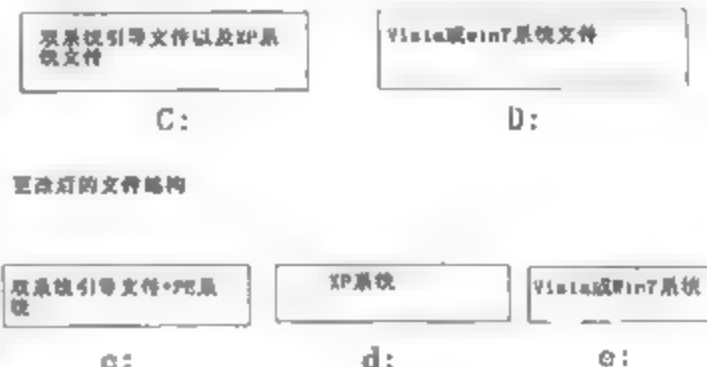 双系统引导文件以及XP系
统文件
Vista或win7系统文件
C:
D:
更改后的文件结构
双系统引导文件+PE系
统
XP系统
Vista或Win7系统
c:
d:
e: